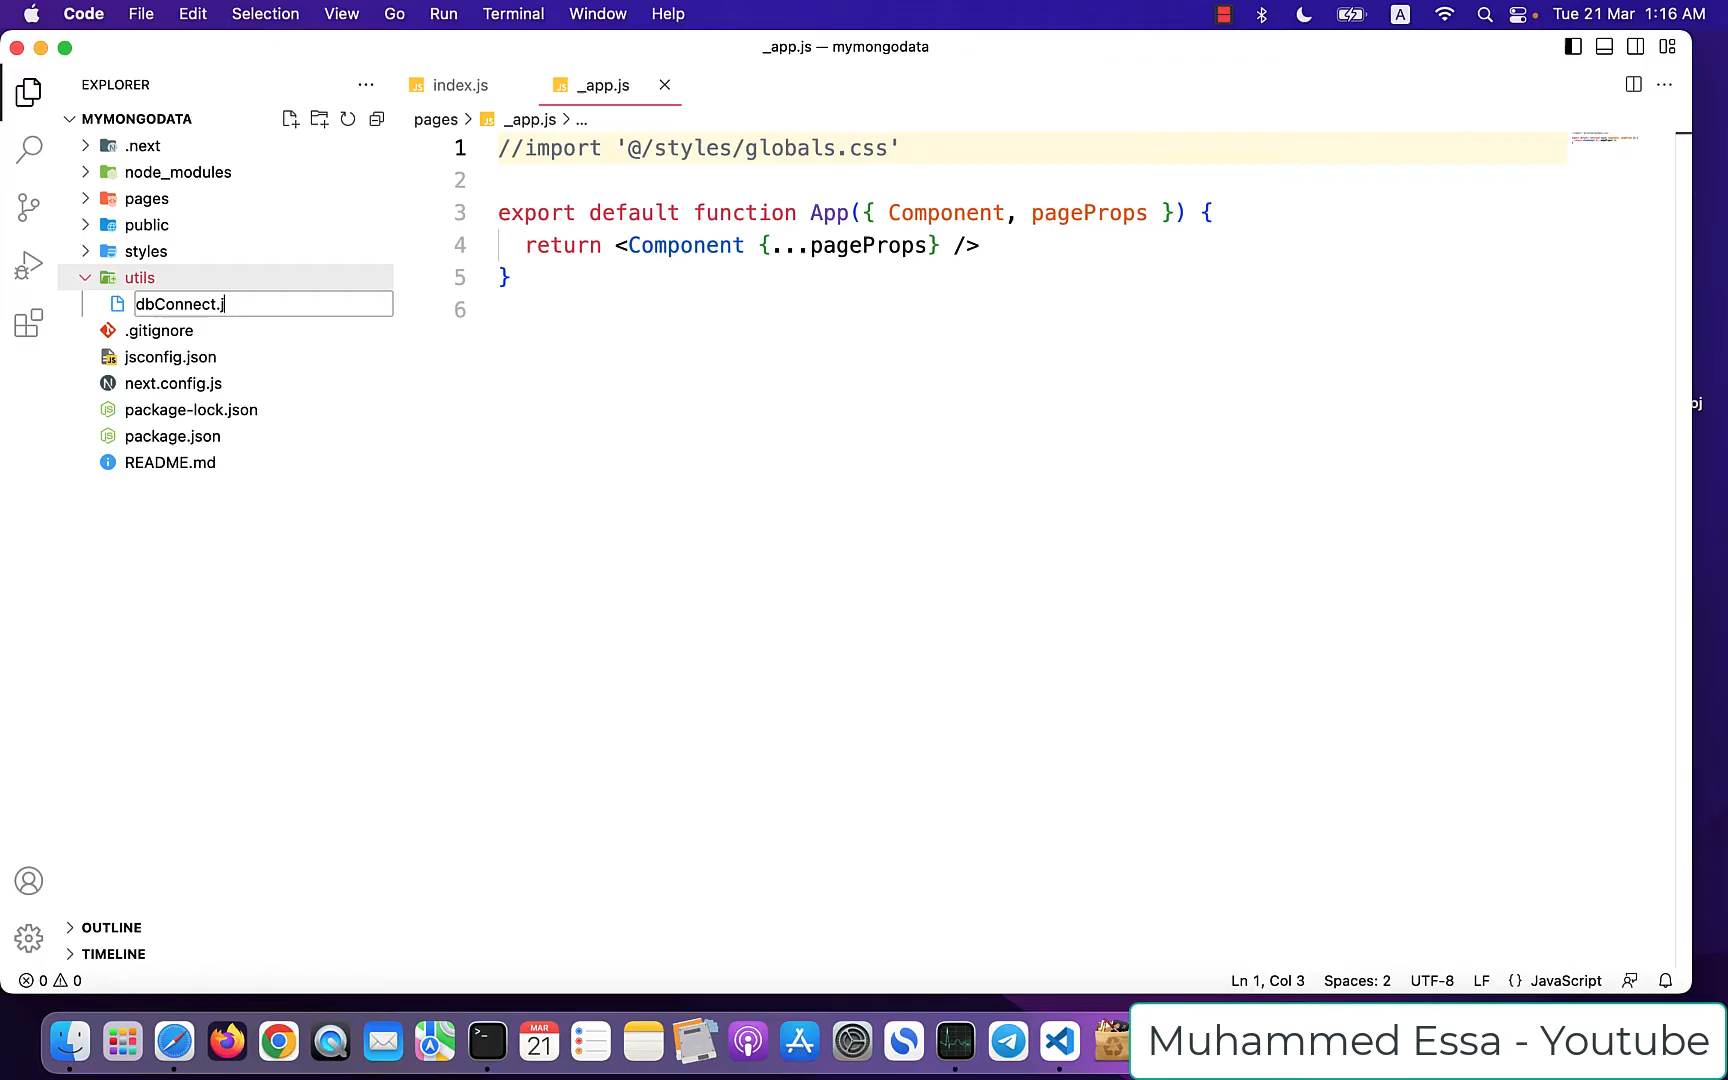 Code File Edit Selection View Go Run Terminal Window Help
A Tue 21 Mar 1:16 AM
_app.js — mymongodata
EXPLORER
index.js
_app.js
MYMONGODATA
pages > _app.js > ...
.next
node_modules
pages
public
styles
utils
dbConnect.j
.gitignore
jsconfig.json
next.config.js
package-lock.json
package.json
README.md
1 //import '@/styles/globals.css'
2
3 export default function App({ Component, pageProps }) {
4 return <Component {...pageProps} />
5 }
6
oj
OUTLINE
TIMELINE
0 0
Ln 1, Col 3 Spaces: 2 UTF-8 LF {} JavaScript
MAR
21
Muhammed Essa - Youtube